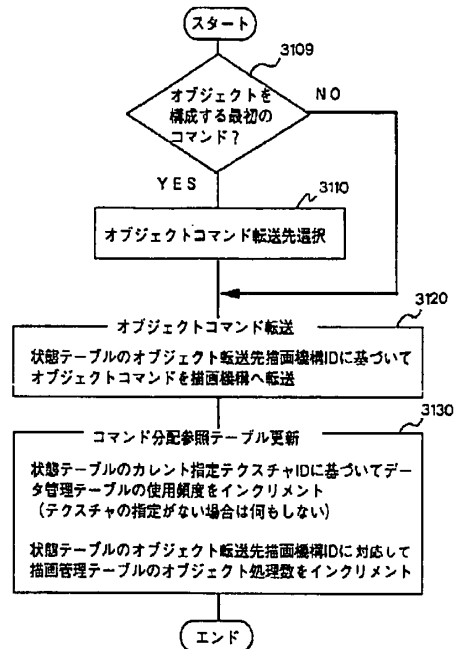 スタート
3109
オブジェクトを
構成する最初の
コマンド？
NO
YES
3110
オブジェクトコマンド転送先選択
3120
オブジェクトコマンド転送
状態テーブルのオブジェクト転送先描画機構IDに基づいて
オブジェクトコマンドを描画機構へ転送
3130
コマンド分配参照テーブル更新
状態テーブルのカレント指定テクスチャIDに基づいてデー
タ管理テーブルの使用頻度をインクリメント
（テクスチャの指定がない場合は何もしない）
状態テーブルのオブジェクト転送先描画機構IDに対応して
描画管理テーブルのオブジェクト処理数をインクリメント
エンド